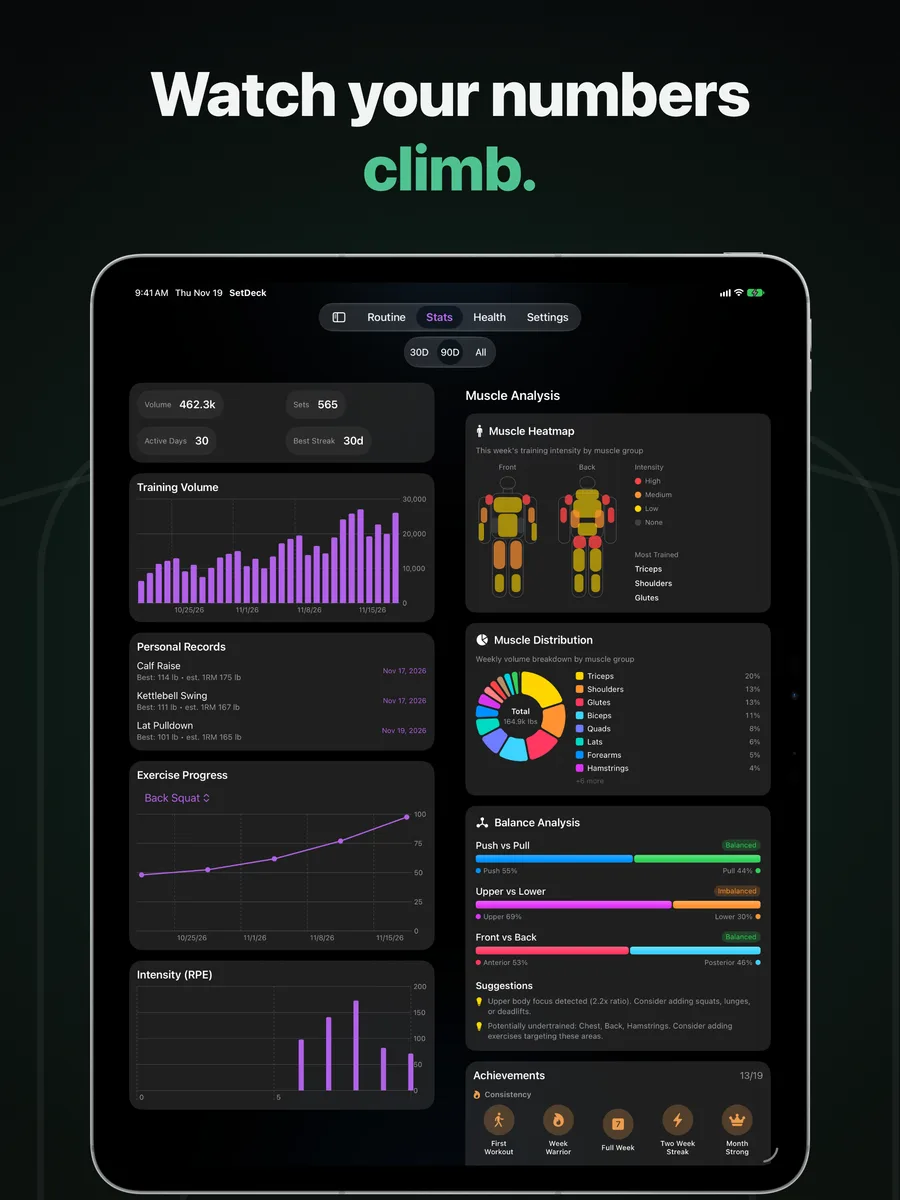 Watch your numbers
climb.
9:41 AM Thu Nov 19 SetDeck
Routine Stats Health Settings
30D 90D All
Volume 462.3k Sets 565
Active Days 30 Best Streak 30d
Training Volume
30,000
20,000
10,000
0
10/25/26 11/1/26 11/8/26 11/15/26
Personal Records
Calf Raise
Best: 114 lb • est. 1RM 175 lb
Nov 17, 2026
Kettlebell Swing
Best: 111 lb • est. 1RM 167 lb
Nov 17, 2026
Lat Pulldown
Best: 101 lb • est. 1RM 165 lb
Nov 19, 2026
Exercise Progress
Back Squat
100
75
50
25
0
10/25/26 11/1/26 11/8/26 11/15/26
Intensity (RPE)
200
150
100
50
0
0 5
Muscle Analysis
Muscle Heatmap
This week's training intensity by muscle group
Front Back Intensity
High
Medium
Low
None
Most Trained
Triceps
Shoulders
Glutes
Muscle Distribution
Weekly volume breakdown by muscle group
Total
164.9k lbs
Triceps 20%
Shoulders 13%
Glutes 13%
Biceps 11%
Quads 8%
Lats 6%
Forearms 5%
Hamstrings 4%
+6 more
Balance Analysis
Push vs Pull Balanced
Push 55% Pull 44%
Upper vs Lower Imbalanced
Upper 69% Lower 30%
Front vs Back Balanced
Anterior 53% Posterior 46%
Suggestions
Upper body focus detected (2.2x ratio). Consider adding squats, lunges,
or deadlifts.
Potentially undertrained: Chest, Back, Hamstrings. Consider adding
exercises targeting these areas.
Achievements 13/19
Consistency
7
First
Workout
Week
Warrior
Full Week
Two Week
Streak
Month
Strong